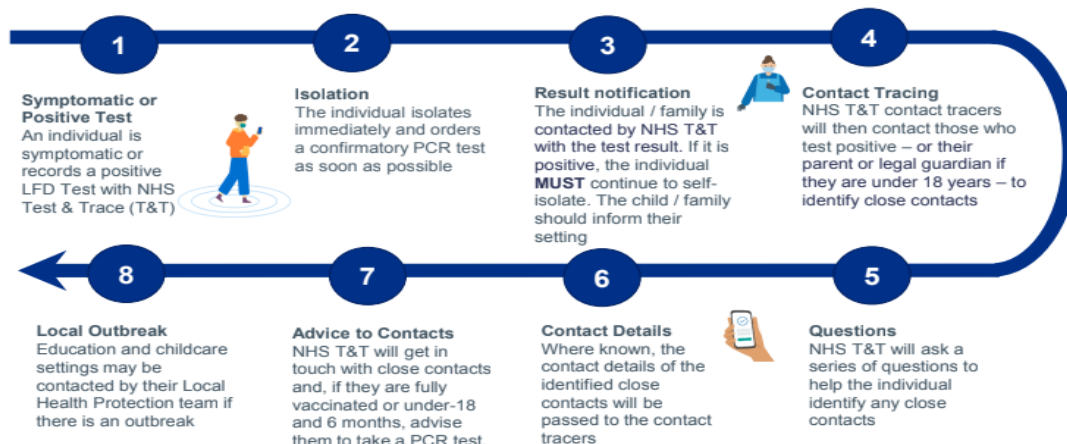 1
Symptomatic or
Positive Test
An individual is
symptomatic or
records a positive
LFD Test with NHS
Test & Trace (T&T)
2
Isolation
The individual isolates
immediately and orders
a confirmatory PCR test
as soon as possible
3
Result notification
The individual / family is
contacted by NHS T&T
with the test result. If it is
positive, the individual
MUST continue to self-
isolate. The child / family
should inform their
setting
4
Contact Tracing
NHS T&T contact tracers
will then contact those who
test positive – or their
parent or legal guardian if
they are under 18 years – to
identify close contacts
5
Questions
NHS T&T will ask a
series of questions to
help the individual
identify any close
contacts
6
Contact Details
Where known, the
contact details of the
identified close
contacts will be
passed to the contact
tracers
7
Advice to Contacts
NHS T&T will get in
touch with close contacts
and, if they are fully
vaccinated or under-18
and 6 months, advise
them to take a PCR test
8
Local Outbreak
Education and childcare
settings may be
contacted by their Local
Health Protection team if
there is an outbreak